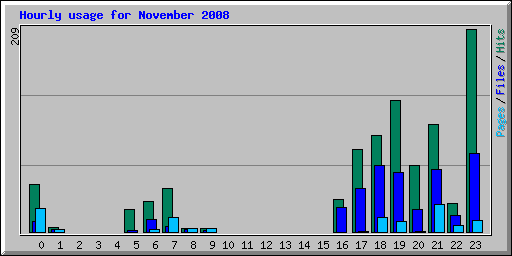 Hourly usage for November 2008
209
Pages / Files / Hits
0 1 2 3 4 5 6 7 8 9 10 11 12 13 14 15 16 17 18 19 20 21 22 23